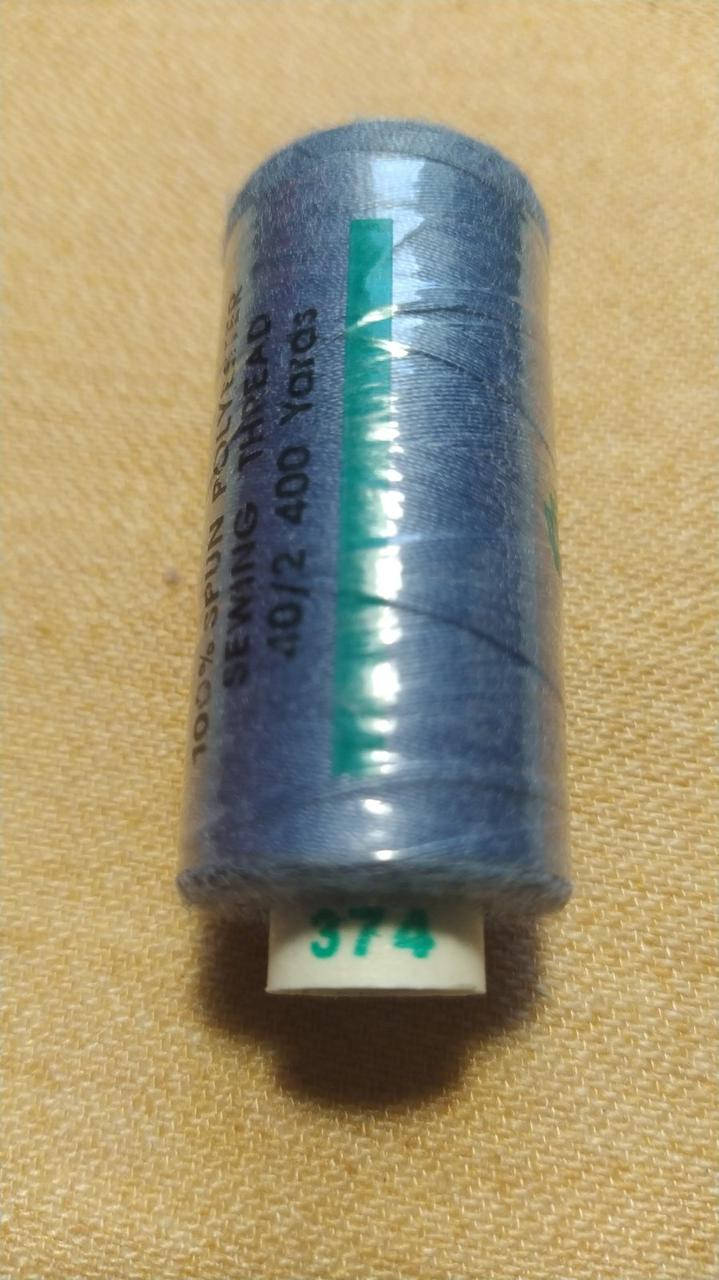 100% SPUN POLYESTER
SEWING THREAD
40/2 400 Yards
374